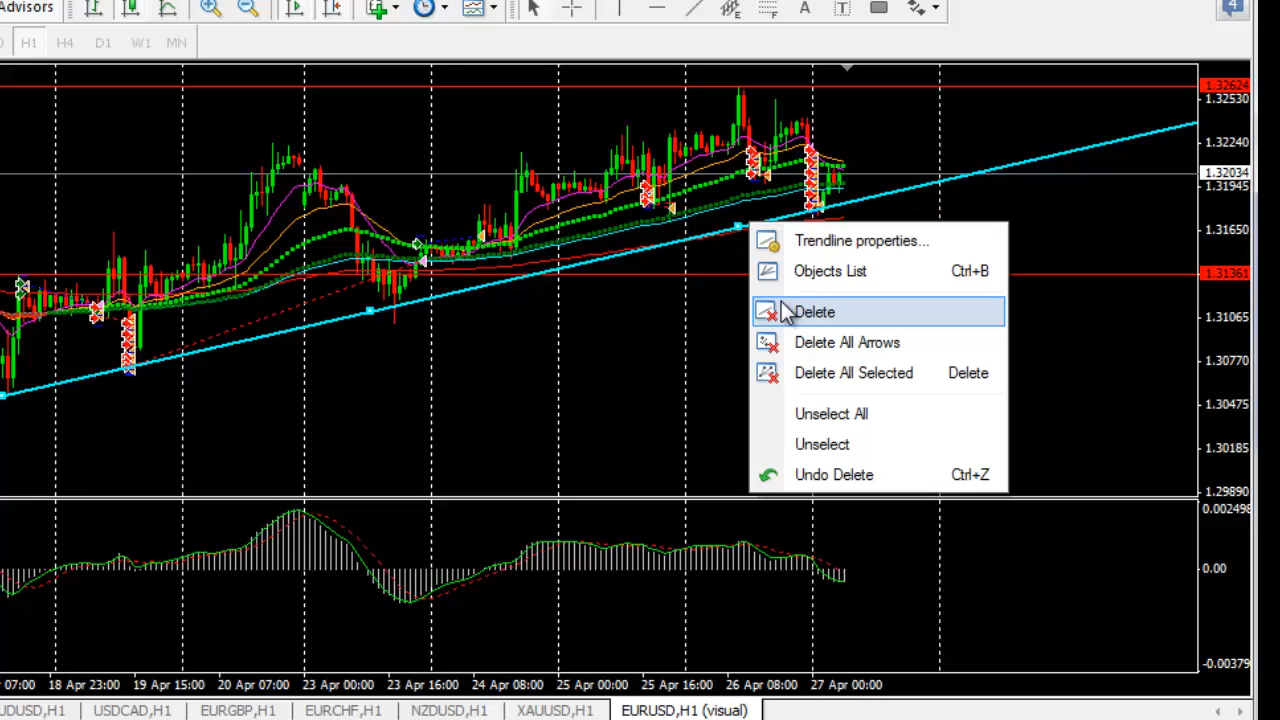 Advisors
A
T
E
F
4
H1 H4 D1 W1 MN
1.32624
1.32530
1.32240
1.32034
1.31945
1.31650
1.31361
1.31065
1.30770
1.30475
1.30185
1.29890
Trendline properties...
Objects List Ctrl+B
Delete
Delete All Arrows
Delete All Selected Delete
Unselect All
Unselect
Undo Delete Ctrl+Z
0.002498
0.00
-0.003790
07:00 18 Apr 23:00 19 Apr 15:00 20 Apr 07:00 23 Apr 00:00 23 Apr 16:00 24 Apr 08:00 25 Apr 00:00 25 Apr 16:00 26 Apr 08:00 27 Apr 00:00
UDUSD,H1 USDCAD,H1 EURGBP,H1 EURCHF,H1 NZDUSD,H1 XAUUSD,H1 EURUSD,H1 (visual)